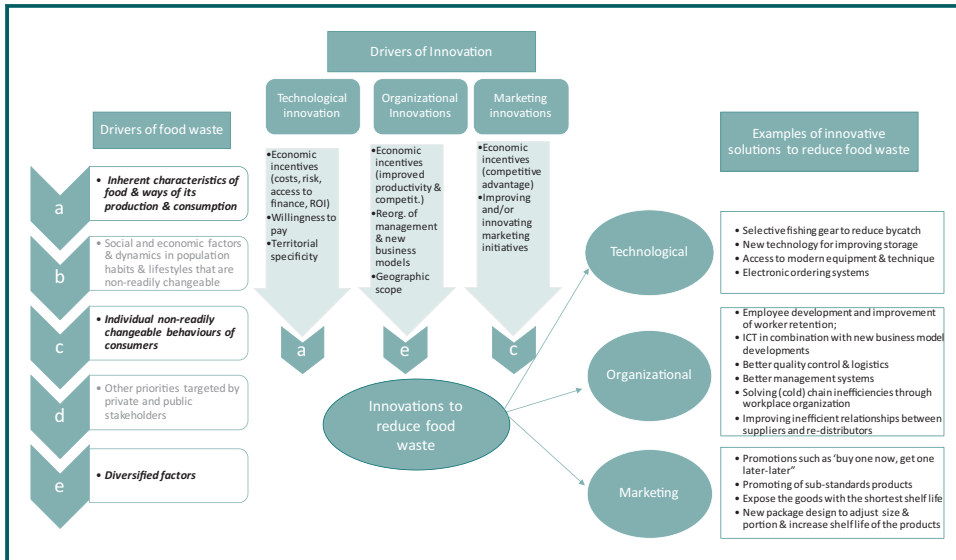 Drivers of Innovation
Technological
innovation
Organizational
Innovations
Marketing
innovations
Drivers of food waste
Examples of innovative
solutions to reduce food waste
a
• Inherent characteristics of
food & ways of its
production & consumption
b
• Social and economic factors
& dynamics in population
habits & lifestyles that are
non-readily changeable
c
• Individual non-readily
changeable behaviours of
consumers
d
• Other priorities targeted by
private and public
stakeholders
e
• Diversified factors
•Economic
incentives
(costs, risk,
access to
finance, ROI)
•Willingness to
pay
•Territorial
specificity
a
•Economic
incentives
(improved
productivity &
competit.)
•Reorg. of
management
& new
business
models
•Geographic
scope
e
•Economic
incentives
(competitive
advantage)
•Improving
and/or
innovating
marketing
initiatives
c
Innovations to
reduce food
waste
Technological
• Selective fishing gear to reduce bycatch
• New technology for improving storage
• Access to modern equipment & technique
• Electronic ordering systems
Organizational
• Employee development and improvement
of worker retention;
• ICT in combination with new business model
developments
• Better quality control & logistics
• Better management systems
• Solving (cold) chain inefficiencies through
workplace organization
• Improving inefficient relationships between
suppliers and re-distributors
Marketing
• Promotions such as ‘buy one now, get one
later-later”
• Promoting of sub-standards products
• Expose the goods with the shortest shelf life
• New package design to adjust size &
portion & increase shelf life of the products